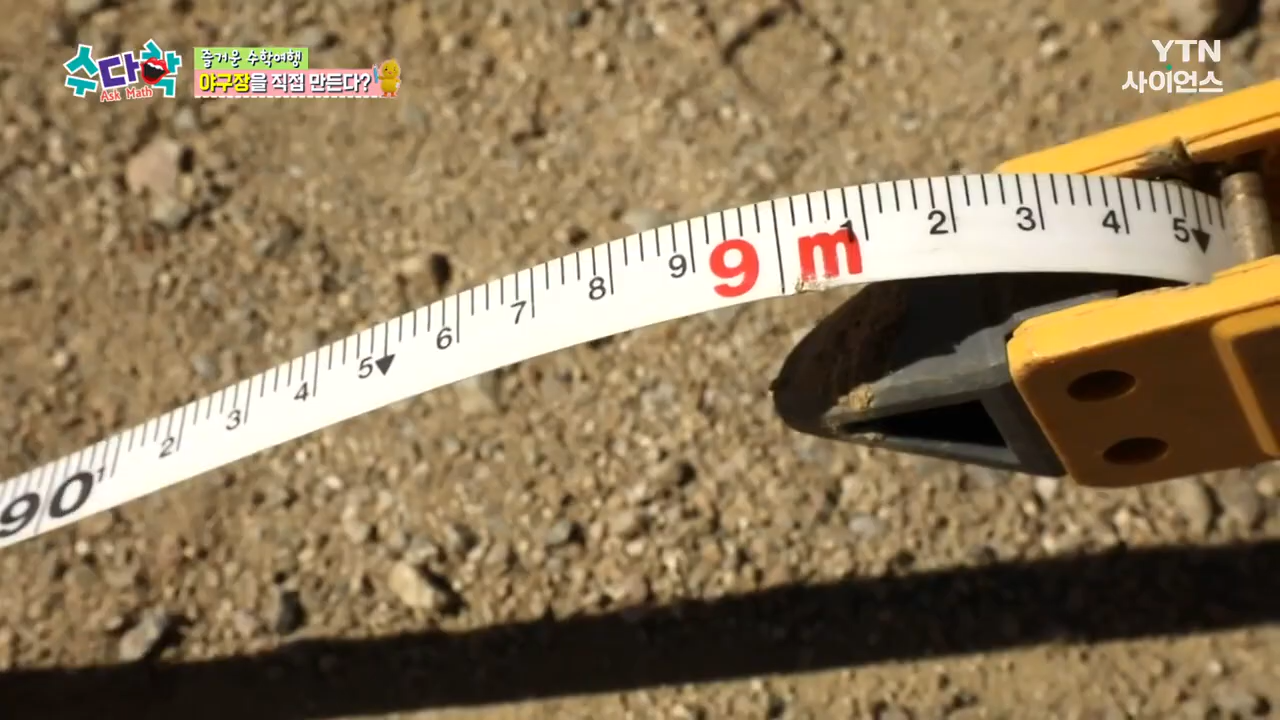 수다학
Ask Math
즐거운 수학여행
야구장을 직접 만든다?
YTN
사이언스
90 1 2 3 4 5 6 7 8 9 9m 1 2 3 4 5